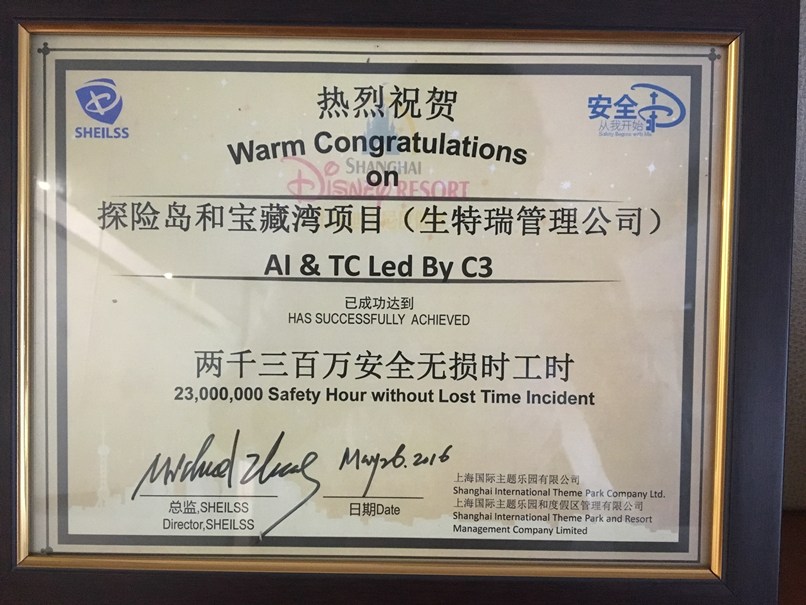 SHEILSS
热烈祝贺
安全
从我开始
Safety Begins with Me
Warm Congratulations
on
SHANGHAI
DISNEY RESORT
探险岛和宝藏湾项目（生特瑞管理公司）
AI & TC Led By C3
已成功达到
HAS SUCCESSFULLY ACHIEVED
两千三百万安全无损时工时
23,000,000 Safety Hour without Lost Time Incident
Michael Zhang
May 26. 2016
总监,SHEILSS
Director,SHEILSS
日期Date
上海国际主题乐园有限公司
Shanghai International Theme Park Company Ltd.
上海国际主题乐园和度假区管理有限公司
Shanghai International Theme Park and Resort
Management Company Limited